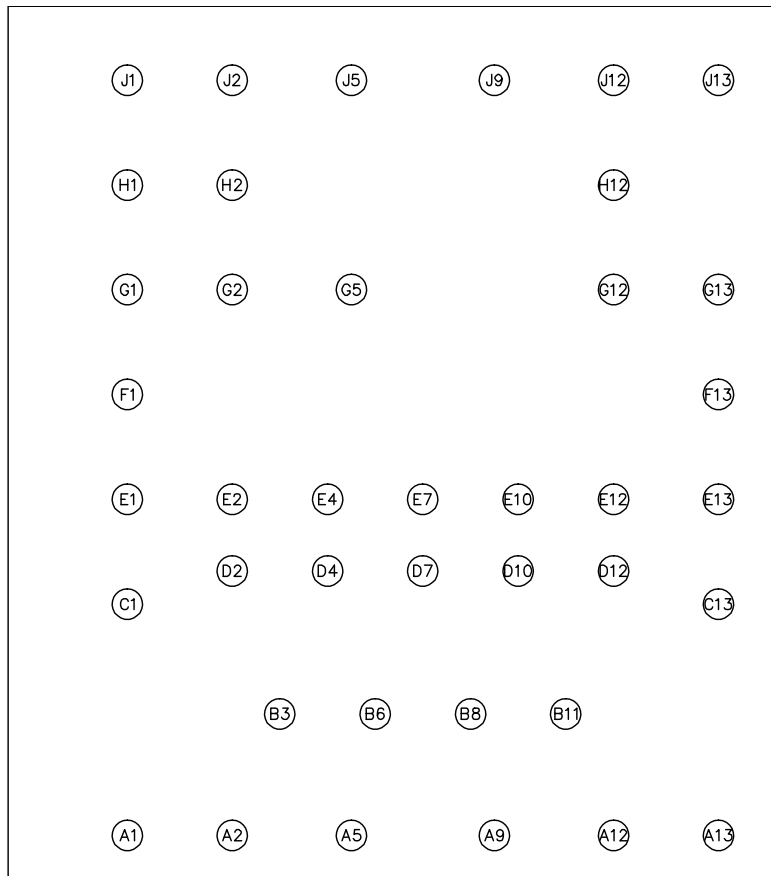 J1 J2 J5 J9 J12 J13
H1 H2 H12
G1 G2 G5 G12 G13
F1 F13
E1 E2 E4 E7 E10 E12 E13
D2 D4 D7 D10 D12
C1 C13
B3 B6 B8 B11
A1 A2 A5 A9 A12 A13